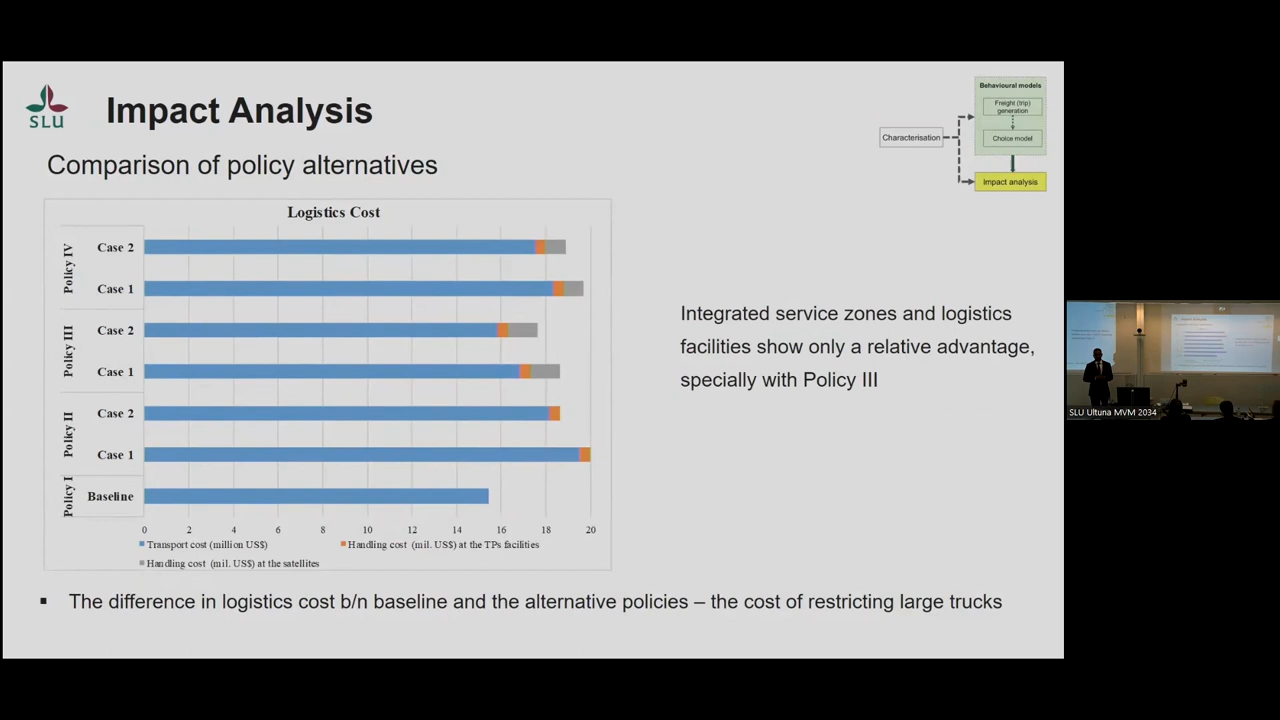 SLU
Impact Analysis
Comparison of policy alternatives
Behavioural models
Freight (trip)
generation
Characterisation
Choice model
Impact analysis
Logistics Cost
Policy IV
Case 2
Case 1
Policy III
Case 2
Case 1
Policy II
Case 2
Case 1
Policy I
Baseline
0 2 4 6 8 10 12 14 16 18 20
Transport cost (million US$)
Handling cost (mil. US$) at the TPs facilities
Handling cost (mil. US$) at the satellites
Integrated service zones and logistics
facilities show only a relative advantage,
specially with Policy III
▪ The difference in logistics cost b/n baseline and the alternative policies – the cost of restricting large trucks
SLU Ultuna MVM 2034